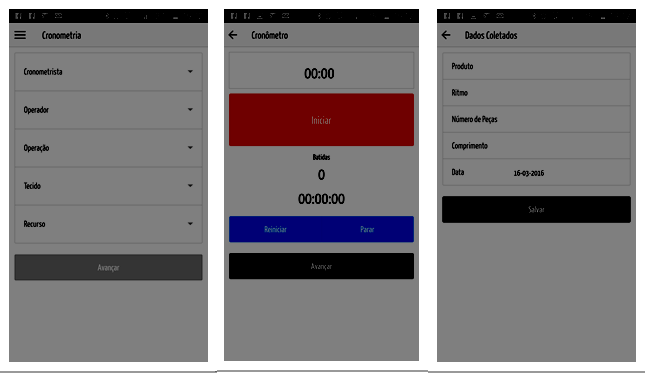 Cronometria
Cronometrista
Operador
Operação
Tecido
Recurso
Avançar
Cronômetro
00:00
Iniciar
Batidas
0
00:00:00
Reiniciar Parar
Avançar
Dados Coletados
Produto
Ritmo
Número de Peças
Comprimento
Data 16-03-2016
Salvar